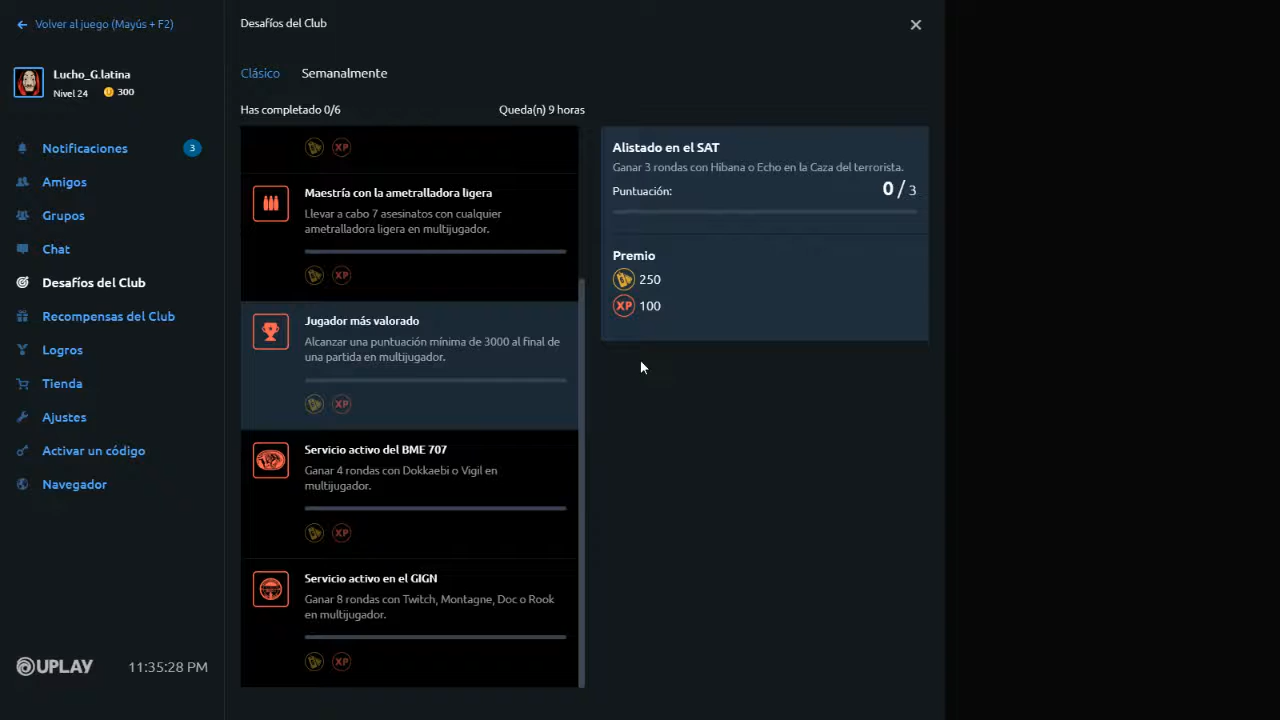 Volver al juego (Mayús + F2)
Lucho_G.latina
Nivel 24 300
Notificaciones 3
Amigos
Grupos
Chat
Desafíos del Club
Recompensas del Club
Logros
Tienda
Ajustes
Activar un código
Navegador
UPLAY 11:35:28 PM
Desafíos del Club
Clásico Semanalmente
Has completado 0/6 Queda(n) 9 horas
XP
Maestría con la ametralladora ligera
Llevar a cabo 7 asesinatos con cualquier
ametralladora ligera en multijugador.
XP
Jugador más valorado
Alcanzar una puntuación mínima de 3000 al final de
una partida en multijugador.
XP
Servicio activo del BME 707
Ganar 4 rondas con Dokkaebi o Vigil en
multijugador.
XP
Servicio activo en el GIGN
Ganar 8 rondas con Twitch, Montagne, Doc o Rook
en multijugador.
XP
Alistado en el SAT
Ganar 3 rondas con Hibana o Echo en la Caza del terrorista.
Puntuación: 0 / 3
Premio
250
XP 100